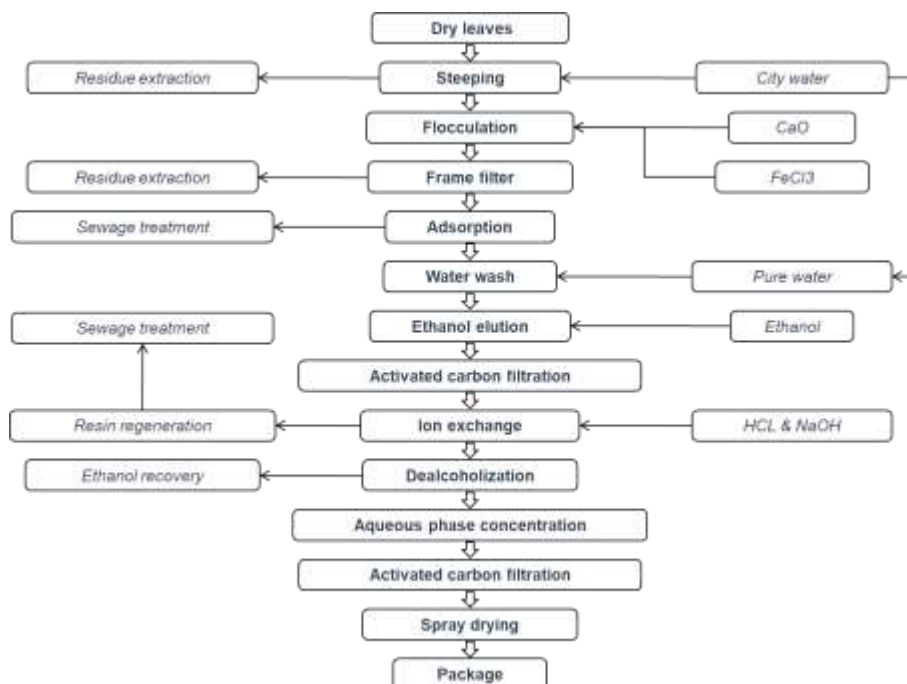 Dry leaves
Residue extraction
Steeping
City water
Flocculation
CaO
Residue extraction
Frame filter
FeCl3
Sewage treatment
Adsorption
Water wash
Pure water
Sewage treatment
Ethanol elution
Ethanol
Activated carbon filtration
Resin regeneration
Ion exchange
HCL & NaOH
Ethanol recovery
Dealcoholization
Aqueous phase concentration
Activated carbon filtration
Spray drying
Package